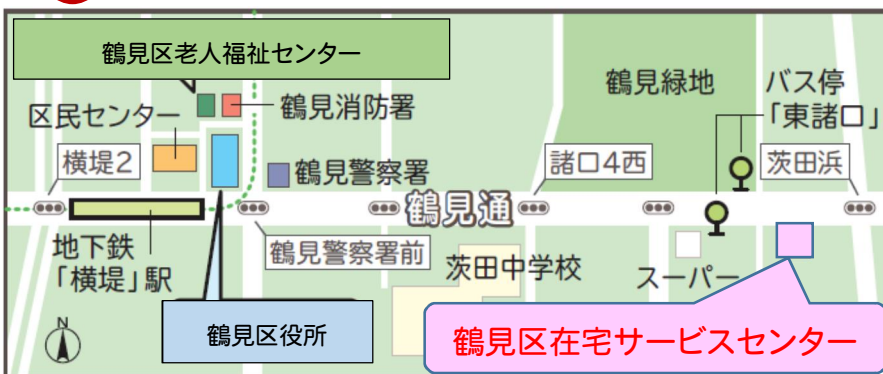 鶴見区老人福祉センター
鶴見緑地
バス停
「東諸口」
区民センター
鶴見消防署
横堤2
鶴見警察署
諸口4西
茨田浜
鶴見通
地下鉄
「横堤」駅
鶴見警察署前
茨田中学校
スーパー
鶴見区役所
鶴見区在宅サービスセンター
N